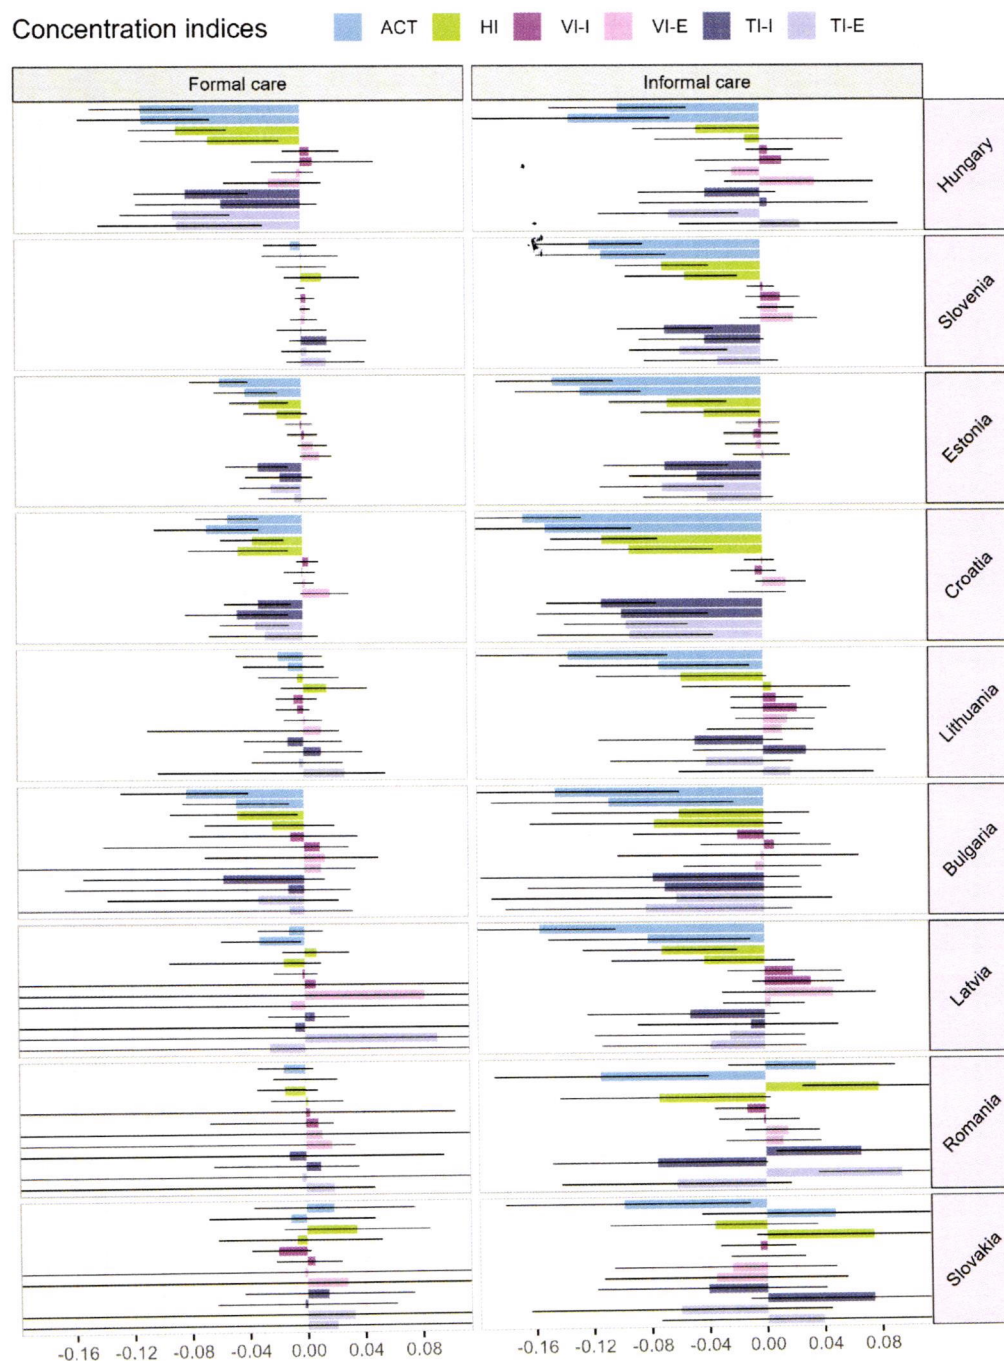 Concentration indices ACT HI VI-I VI-E TI-I TI-E
Formal care Informal care
Hungary
Slovenia
Estonia
Croatia
Lithuania
Bulgaria
Latvia
Romania
Slovakia
-0.16 -0.12 -0.08 -0.04 0.00 0.04 0.08 -0.16 -0.12 -0.08 -0.04 0.00 0.04 0.08